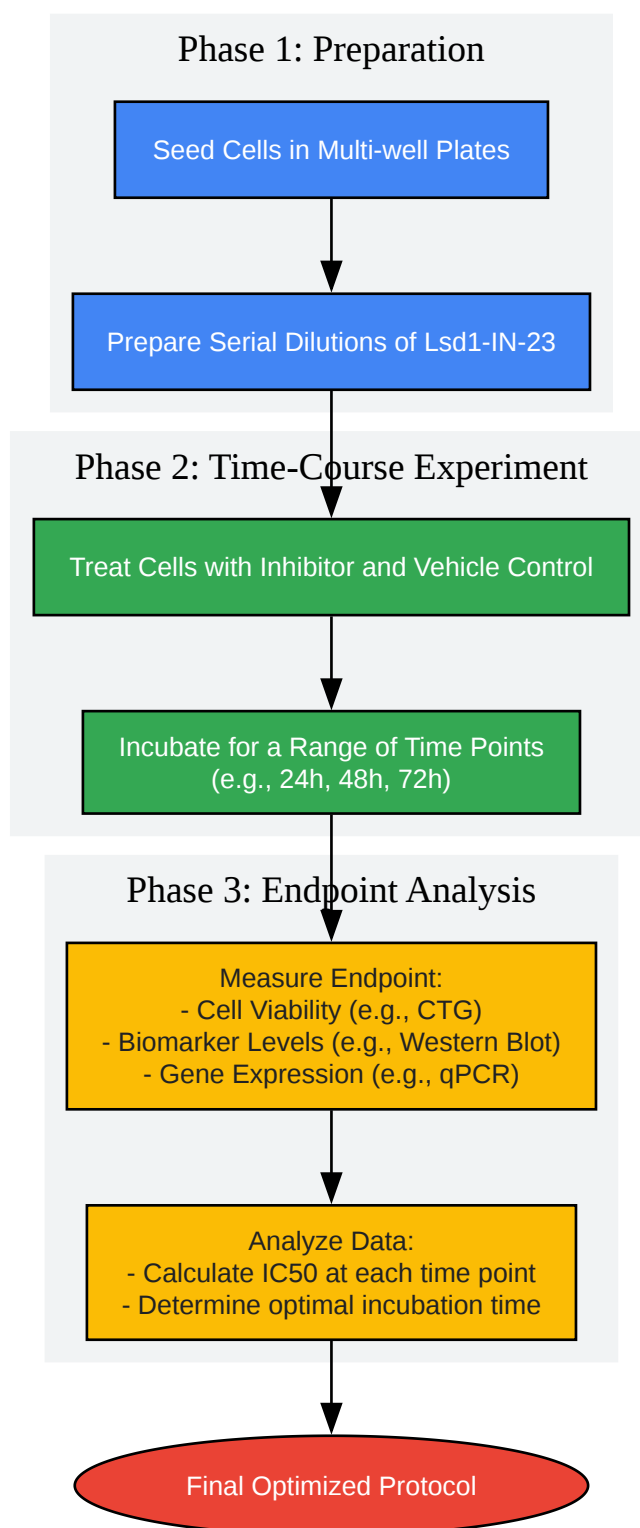 Phase 1: Preparation
Seed Cells in Multi-well Plates
Prepare Serial Dilutions of Lsd1-IN-23
Phase 2: Time-Course Experiment
Treat Cells with Inhibitor and Vehicle Control
Incubate for a Range of Time Points
(e.g., 24h, 48h, 72h)
Phase 3: Endpoint Analysis
Measure Endpoint:
- Cell Viability (e.g., CTG)
- Biomarker Levels (e.g., Western Blot)
- Gene Expression (e.g., qPCR)
Analyze Data:
- Calculate IC50 at each time point
- Determine optimal incubation time
Final Optimized Protocol